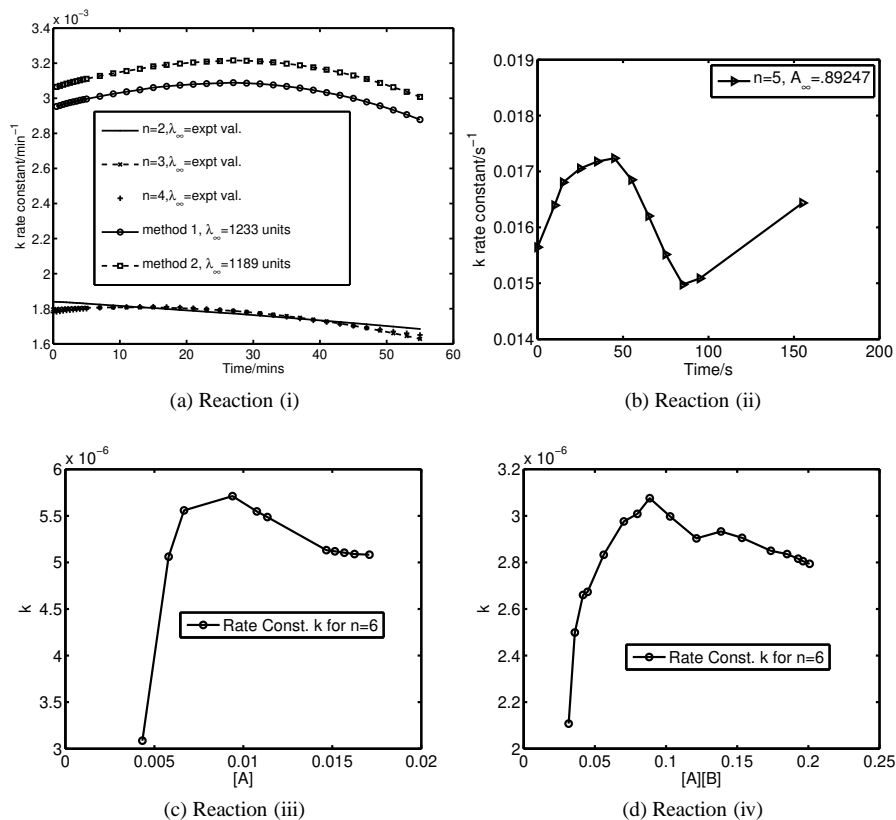 x 10⁻³
3.4
3.2
3
2.8
2.6
2.4
2.2
2
1.8
1.6
k rate constant/min⁻¹
n=2,λ∞=expt val.
n=3,λ∞=expt val.
n=4,λ∞=expt val.
method 1, λ∞=1233 units
method 2, λ∞=1189 units
0 10 20 30 40 50 60
Time/mins
(a) Reaction (i)
0.019
0.018
0.017
0.016
0.015
0.014
k rate constant/s⁻¹
n=5, A∞=.89247
0 50 100 150 200
Time/s
(b) Reaction (ii)
x 10⁻⁶
6
5.5
5
4.5
4
3.5
3
k
Rate Const. k for n=6
0 0.005 0.01 0.015 0.02
[A]
(c) Reaction (iii)
x 10⁻⁶
3.2
3
2.8
2.6
2.4
2.2
2
k
Rate Const. k for n=6
0 0.05 0.1 0.15 0.2 0.25
[A][B]
(d) Reaction (iv)